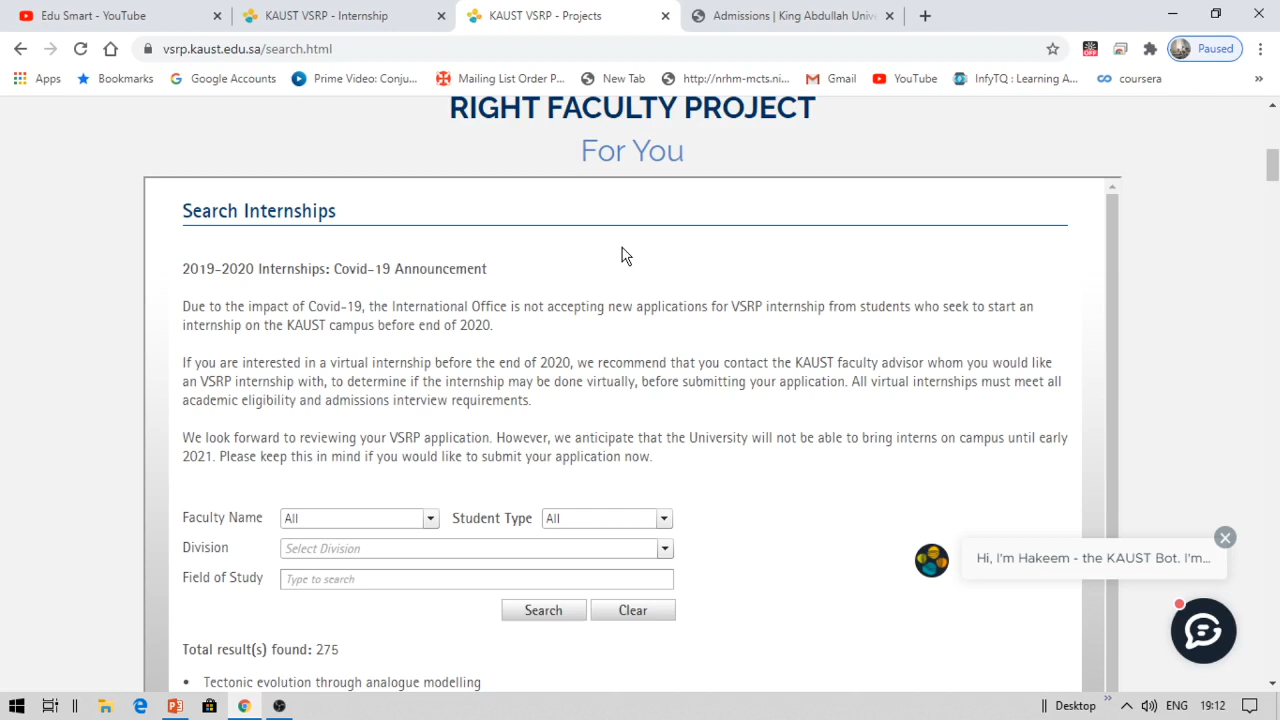 Edu Smart - YouTube
KAUST VSRP - Internship
KAUST VSRP - Projects
Admissions | King Abdullah Unive
vsrp.kaust.edu.sa/search.html
OFF
Paused
Apps
Bookmarks
Google Accounts
Prime Video: Conju...
Mailing List Order P...
New Tab
http://nrhm-mcts.ni...
Gmail
YouTube
InfyTQ : Learning A...
coursera
RIGHT FACULTY PROJECT
For You
Search Internships
2019-2020 Internships: Covid-19 Announcement
Due to the impact of Covid-19, the International Office is not accepting new applications for VSRP internship from students who seek to start an
internship on the KAUST campus before end of 2020.
If you are interested in a virtual internship before the end of 2020, we recommend that you contact the KAUST faculty advisor whom you would like
an VSRP internship with, to determine if the internship may be done virtually, before submitting your application. All virtual internships must meet all
academic eligibility and admissions interview requirements.
We look forward to reviewing your VSRP application. However, we anticipate that the University will not be able to bring interns on campus until early
2021. Please keep this in mind if you would like to submit your application now.
Faculty Name All Student Type All
Division Select Division
Field of Study Type to search
Search Clear
Hi, I'm Hakeem - the KAUST Bot. I'm...
Total result(s) found: 275
• Tectonic evolution through analogue modelling
Desktop
ENG
19:12